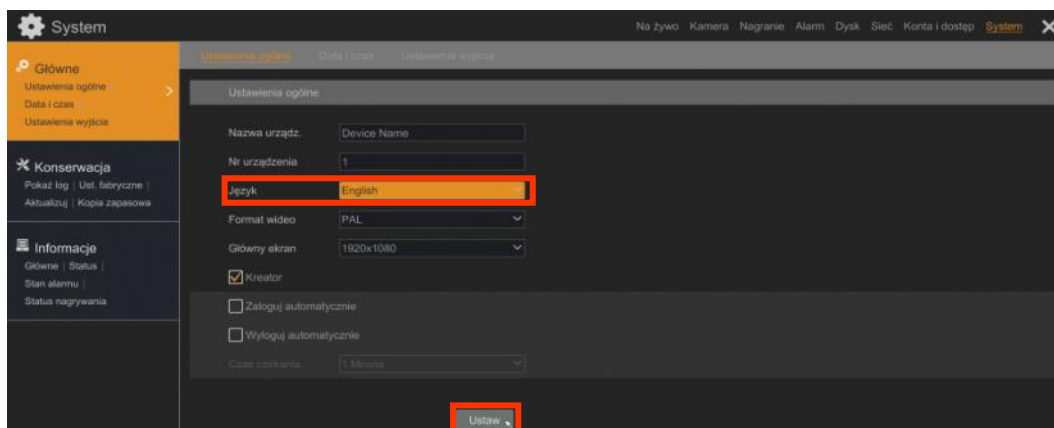 System
Na żywo Kamera Nagranie Alarm Dysk Sieć Konta i dostęp System
Główne
Ustawienia ogólne
Data i czas
Ustawienia wyjścia
Konserwacja
Pokaż log | Ust. fabryczne |
Aktualizuj | Kopia zapasowa
Informacje
Główne | Status |
Stan alarmu |
Status nagrywania
Ustawienia ogólne Data i czas Ustawienia wyjścia
Ustawienia ogólne
Nazwa urządz. Device Name
Nr urządzenia 1
Język English
Format wideo PAL
Główny ekran 1920x1080
Kreator
Zaloguj automatycznie
Wyloguj automatycznie
Czas czekania 1 Minuta
Ustaw